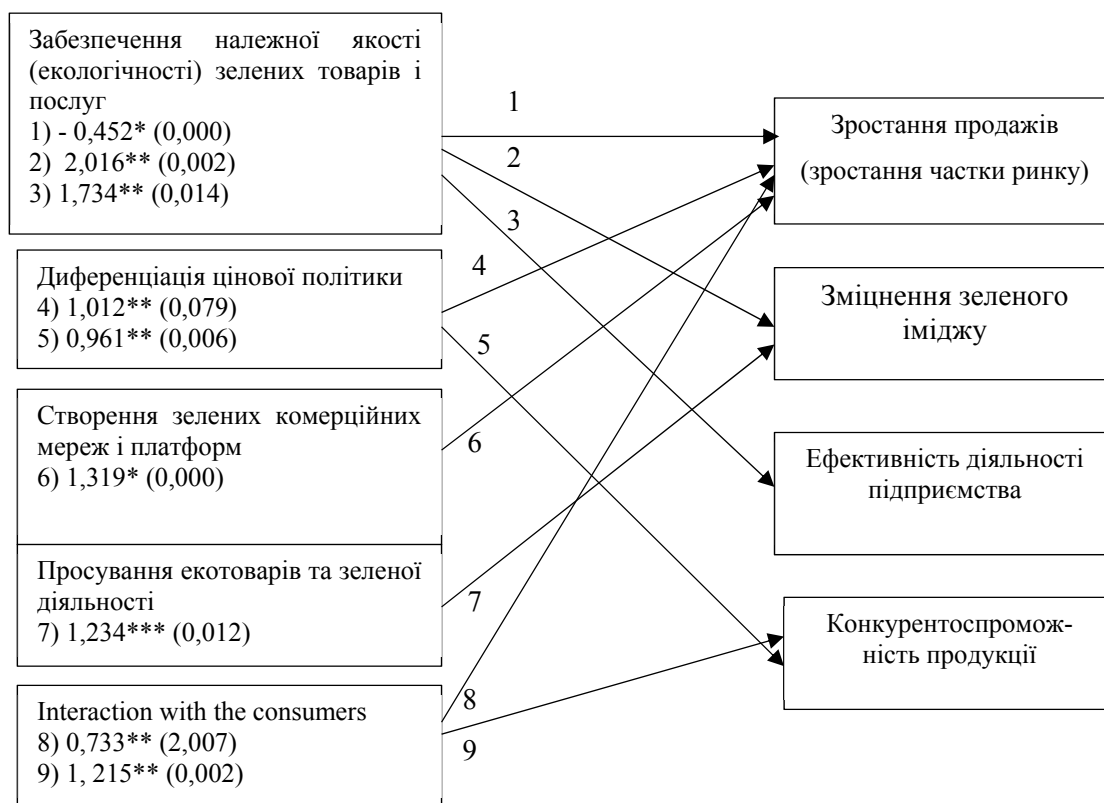 Забезпечення належної якості
(екологічності) зелених товарів і
послуг
1) - 0,452* (0,000)
2) 2,016** (0,002)
3) 1,734** (0,014)
Диференціація цінової політики
4) 1,012** (0,079)
5) 0,961** (0,006)
Створення зелених комерційних
мереж і платформ
6) 1,319* (0,000)
Просування екотоварів та зеленої
діяльності
7) 1,234*** (0,012)
Interaction with the consumers
8) 0,733** (2,007)
9) 1, 215** (0,002)
1
2
3
4
5
6
7
8
9
Зростання продажів
(зростання частки ринку)
Зміцнення зеленого
іміджу
Ефективність діяльності
підприємства
Конкурентоспромож-
ність продукції